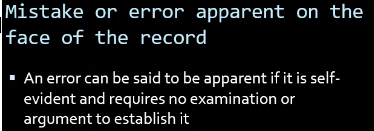 Mistake or error apparent on the
face of the record
▪ An error can be said to be apparent if it is self-
evident and requires no examination or
argument to establish it